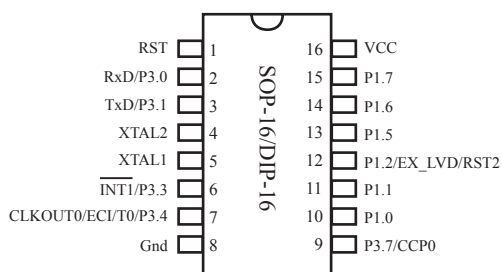 RST 1 16 VCC
RxD/P3.0 2 15 P1.7
TxD/P3.1 3 14 P1.6
XTAL2 4 13 P1.5
XTAL1 5 12 P1.2/EX_LVD/RST2
INT1/P3.3 6 11 P1.1
CLKOUT0/ECI/T0/P3.4 7 10 P1.0
Gnd 8 9 P3.7/CCP0
SOP-16/DIP-16